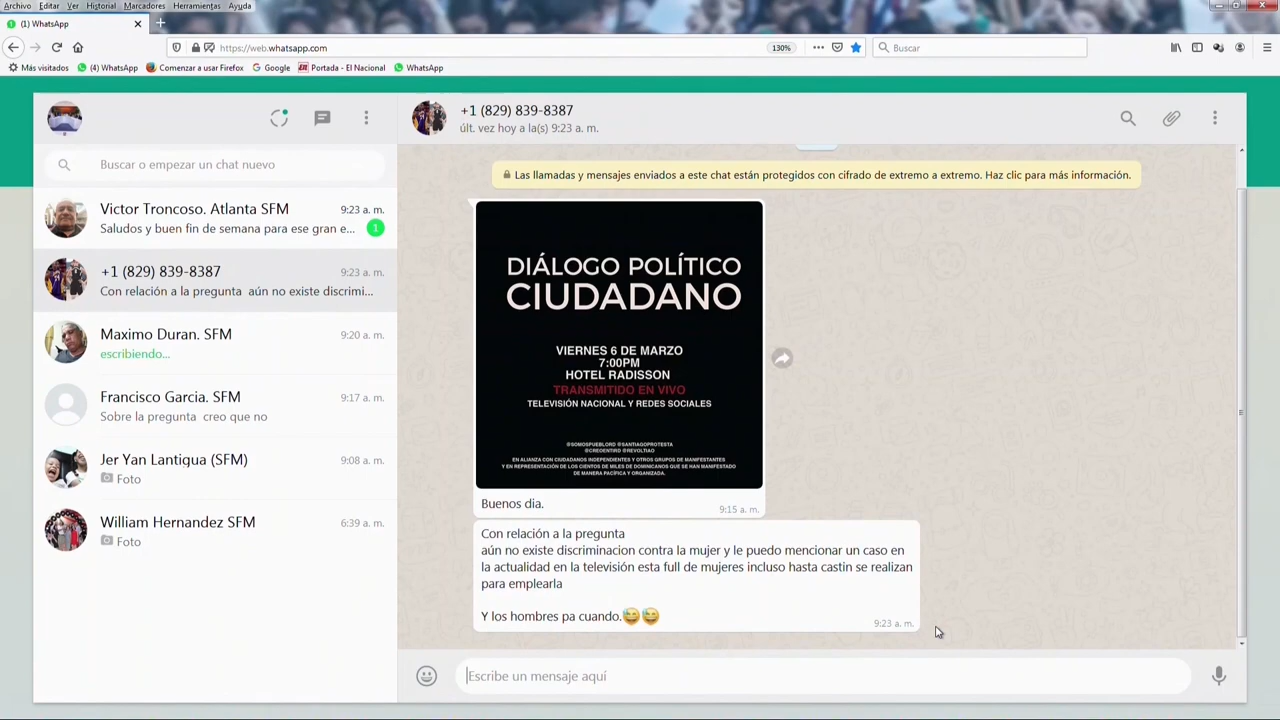 Archivo Editar Ver Historial Marcadores Herramientas Ayuda
(1) WhatsApp
https://web.whatsapp.com
130%
Buscar
Más visitados
(4) WhatsApp
Comenzar a usar Firefox
Google
Portada - El Nacional
WhatsApp
Buscar o empezar un chat nuevo
Victor Troncoso. Atlanta SFM
9:23 a. m.
Saludos y buen fin de semana para ese gran e...
1
+1 (829) 839-8387
9:23 a. m.
Con relación a la pregunta aún no existe discrimi...
Maximo Duran. SFM
9:20 a. m.
escribiendo...
Francisco Garcia. SFM
9:17 a. m.
Sobre la pregunta creo que no
Jer Yan Lantigua (SFM)
9:08 a. m.
Foto
William Hernandez SFM
6:39 a. m.
Foto
+1 (829) 839-8387
últ. vez hoy a la(s) 9:23 a. m.
Las llamadas y mensajes enviados a este chat están protegidos con cifrado de extremo a extremo. Haz clic para más información.
DIÁLOGO POLÍTICO
CIUDADANO
VIERNES 6 DE MARZO
7:00PM
HOTEL RADISSON
TRANSMITIDO EN VIVO
TELEVISIÓN NACIONAL Y REDES SOCIALES
@SOMOSPUEBLORD @SANTIAGOPROTESTA
@CREDENTIRD @REVOLTIAO
EN ALIANZA CON CIUDADANOS INDEPENDIENTES Y OTROS GRUPOS DE MANIFESTANTES
Y EN REPRESENTACIÓN DE LOS CIENTOS DE MILES DE DOMINICANOS QUE SE HAN MANIFESTADO
DE MANERA PACÍFICA Y ORGANIZADA.
Buenos dia.
9:15 a. m.
Con relación a la pregunta
aún no existe discriminacion contra la mujer y le puedo mencionar un caso en
la actualidad en la televisión esta full de mujeres incluso hasta castin se realizan
para emplearla
Y los hombres pa cuando.😅😅
9:23 a. m.
Escribe un mensaje aquí